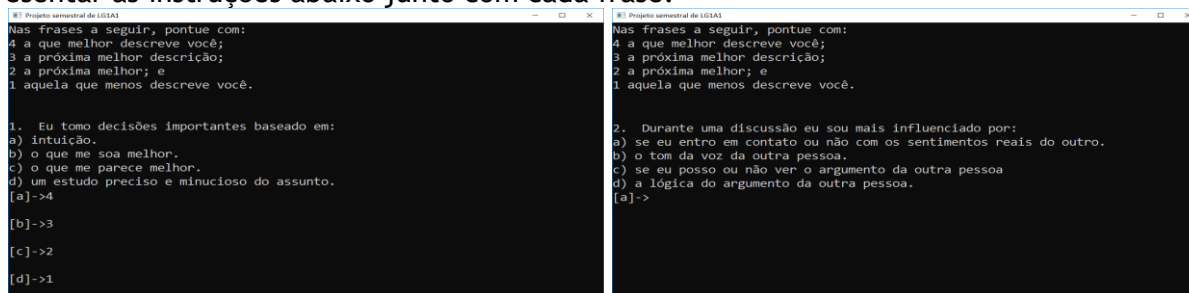 esentar as instruções abaixo junto com cada frase:
Projeto semestral de LG1A1
Nas frases a seguir, pontue com:
4 a que melhor descreve você;
3 a próxima melhor descrição;
2 a próxima melhor; e
1 aquela que menos descreve você.
1. Eu tomo decisões importantes baseado em:
a) intuição.
b) o que me soa melhor.
c) o que me parece melhor.
d) um estudo preciso e minucioso do assunto.
[a]->4
[b]->3
[c]->2
[d]->1
Projeto semestral de LG1A1
Nas frases a seguir, pontue com:
4 a que melhor descreve você;
3 a próxima melhor descrição;
2 a próxima melhor; e
1 aquela que menos descreve você.
2. Durante uma discussão eu sou mais influenciado por:
a) se eu entro em contato ou não com os sentimentos reais do outro.
b) o tom da voz da outra pessoa.
c) se eu posso ou não ver o argumento da outra pessoa
d) a lógica do argumento da outra pessoa.
[a]->